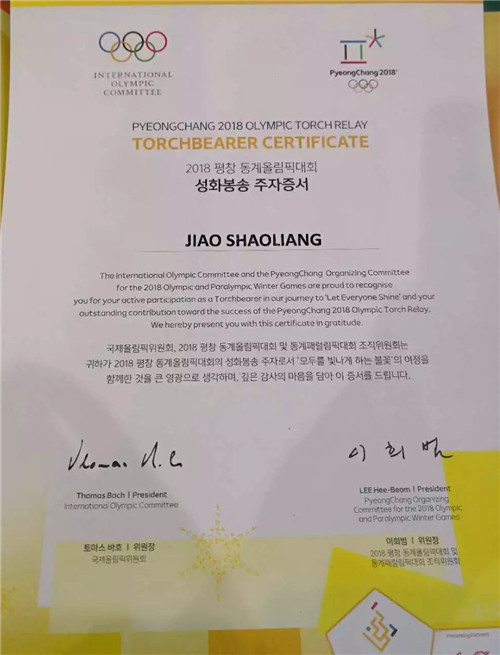 INTERNATIONAL
OLYMPIC
COMMITTEE
PyeongChang 2018
PYEONGCHANG 2018 OLYMPIC TORCH RELAY
TORCHBEARER CERTIFICATE
2018 평창 동계올림픽대회
성화봉송 주자증서
JIAO SHAOLIANG
The International Olympic Committee and the PyeongChang Organizing Committee
for the 2018 Olympic and Paralympic Winter Games are proud to recognise
you for your active participation as a Torchbearer in our journey to 'Let Everyone Shine' and your
outstanding contribution toward the success of the PyeongChang 2018 Olympic Torch Relay.
We hereby present you with this certificate in gratitude.
국제올림픽위원회, 2018 평창 동계올림픽대회 및 동계패럴림픽대회 조직위원회는
귀하가 2018 평창 동계올림픽대회의 성화봉송 주자로서 '모두를 빛나게 하는 불꽃'의 여정을
함께한 것을 큰 영광으로 생각하며, 깊은 감사의 마음을 담아 이 증서를 드립니다.
이희범
Thomas Bach | President
International Olympic Committee
LEE Hee-Beom | President
PyeongChang Organizing
Committee for the 2018 Olympic
and Paralympic Winter Games
토마스 바흐 | 위원장
국제올림픽위원회
이희범 | 위원장
2018 평창 동계올림픽대회 및
동계패럴림픽대회 조직위원회